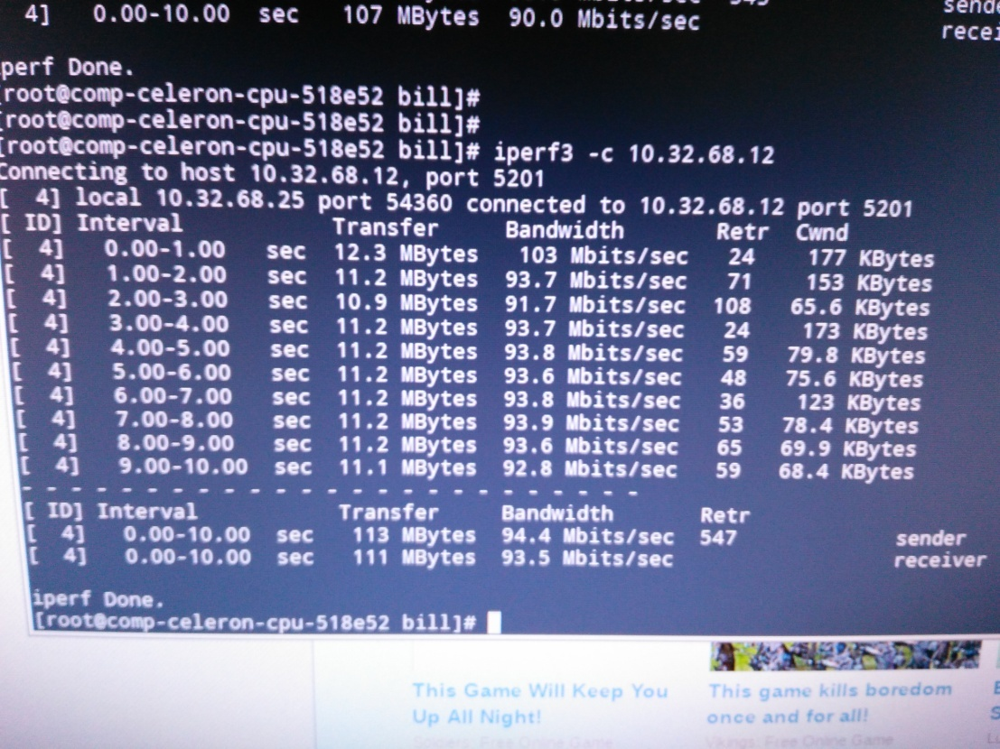 4] 0.00-10.00 sec 107 MBytes 90.0 Mbits/sec
perf Done.
[root@comp-celeron-cpu-518e52 bill]#
[root@comp-celeron-cpu-518e52 bill]#
[root@comp-celeron-cpu-518e52 bill]# iperf3 -c 10.32.68.12
Connecting to host 10.32.68.12, port 5201
[ 4] local 10.32.68.25 port 54360 connected to 10.32.68.12 port 5201
[ ID] Interval Transfer Bandwidth Retr Cwnd
[ 4] 0.00-1.00 sec 12.3 MBytes 103 Mbits/sec 24 177 KBytes
[ 4] 1.00-2.00 sec 11.2 MBytes 93.7 Mbits/sec 71 153 KBytes
[ 4] 2.00-3.00 sec 10.9 MBytes 91.7 Mbits/sec 108 65.6 KBytes
[ 4] 3.00-4.00 sec 11.2 MBytes 93.7 Mbits/sec 24 173 KBytes
[ 4] 4.00-5.00 sec 11.2 MBytes 93.8 Mbits/sec 59 79.8 KBytes
[ 4] 5.00-6.00 sec 11.2 MBytes 93.6 Mbits/sec 48 75.6 KBytes
[ 4] 6.00-7.00 sec 11.2 MBytes 93.8 Mbits/sec 36 123 KBytes
[ 4] 7.00-8.00 sec 11.2 MBytes 93.9 Mbits/sec 53 78.4 KBytes
[ 4] 8.00-9.00 sec 11.2 MBytes 93.6 Mbits/sec 65 69.9 KBytes
[ 4] 9.00-10.00 sec 11.1 MBytes 92.8 Mbits/sec 59 68.4 KBytes
- - - - - - - - - - - - - - - - - - - - - - - - -
[ ID] Interval Transfer Bandwidth Retr
[ 4] 0.00-10.00 sec 113 MBytes 94.4 Mbits/sec 547 sender
[ 4] 0.00-10.00 sec 111 MBytes 93.5 Mbits/sec receiver
iperf Done.
[root@comp-celeron-cpu-518e52 bill]#
This Game Will Keep You
Up All Night!
Soldiers: Free Online Game
This game kills boredom
once and for all!
Vikings: Free Online Game